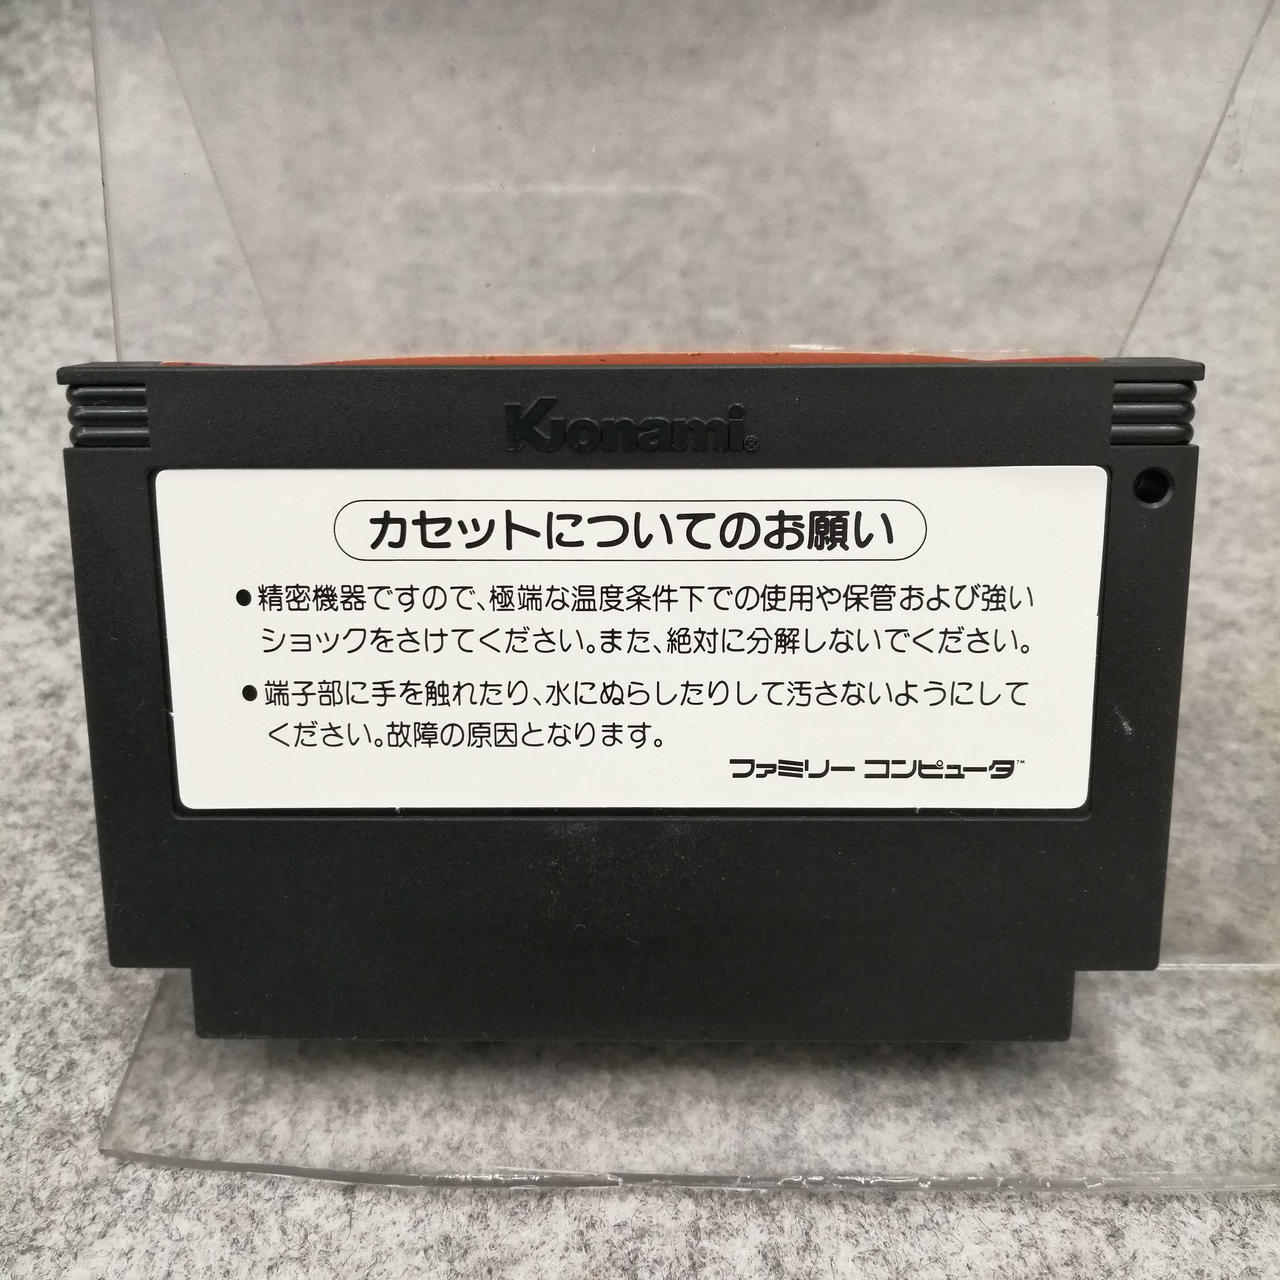 Konami®
カセットについてのお願い
●精密機器ですので、極端な温度条件下での使用や保管および強い
ショックをさけてください。また、絶対に分解しないでください。
●端子部に手を触れたり、水にぬらしたりして汚さないようにして
ください。故障の原因となります。
ファミリー コンピュータ™